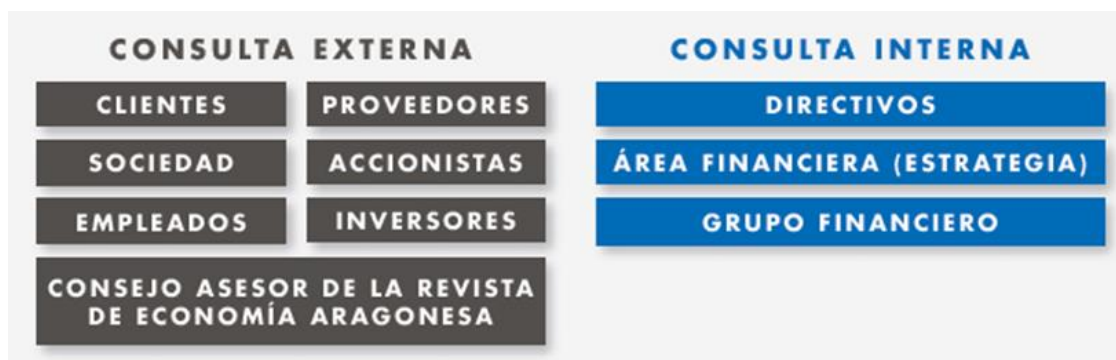 CONSULTA EXTERNA
CLIENTES
PROVEEDORES
SOCIEDAD
ACCIONISTAS
EMPLEADOS
INVERSORES
CONSEJO ASESOR DE LA REVISTA
DE ECONOMÍA ARAGONESA
CONSULTA INTERNA
DIRECTIVOS
ÁREA FINANCIERA (ESTRATEGIA)
GRUPO FINANCIERO